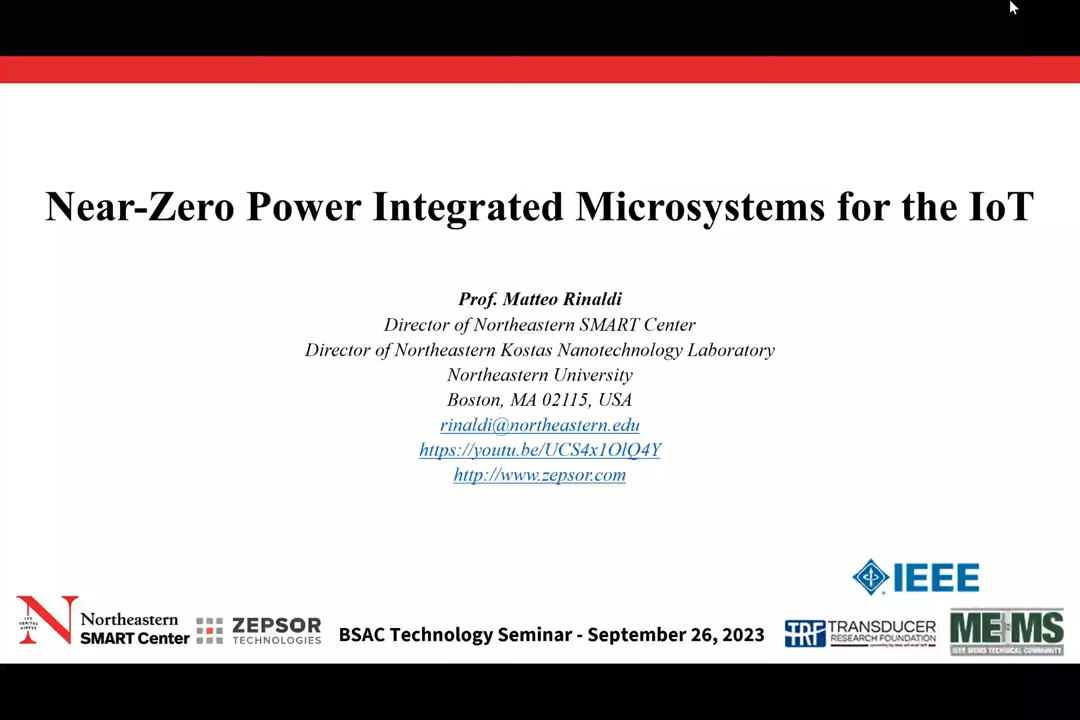 Near-Zero Power Integrated Microsystems for the IoT
Prof. Matteo Rinaldi
Director of Northeastern SMART Center
Director of Northeastern Kostas Nanotechnology Laboratory
Northeastern University
Boston, MA 02115, USA
rinaldi@northeastern.edu
https://youtu.be/UCS4x1OlQ4Y
http://www.zepsor.com
IEEE
N
LUX
VERITAS
VIRTUS
Northeastern
SMART Center
ZEPSOR
TECHNOLOGIES
BSAC Technology Seminar - September 26, 2023
TRF
TRANSDUCER
RESEARCH FOUNDATION
MEMS
IEEE MEMS TECHNICAL COMMUNITY